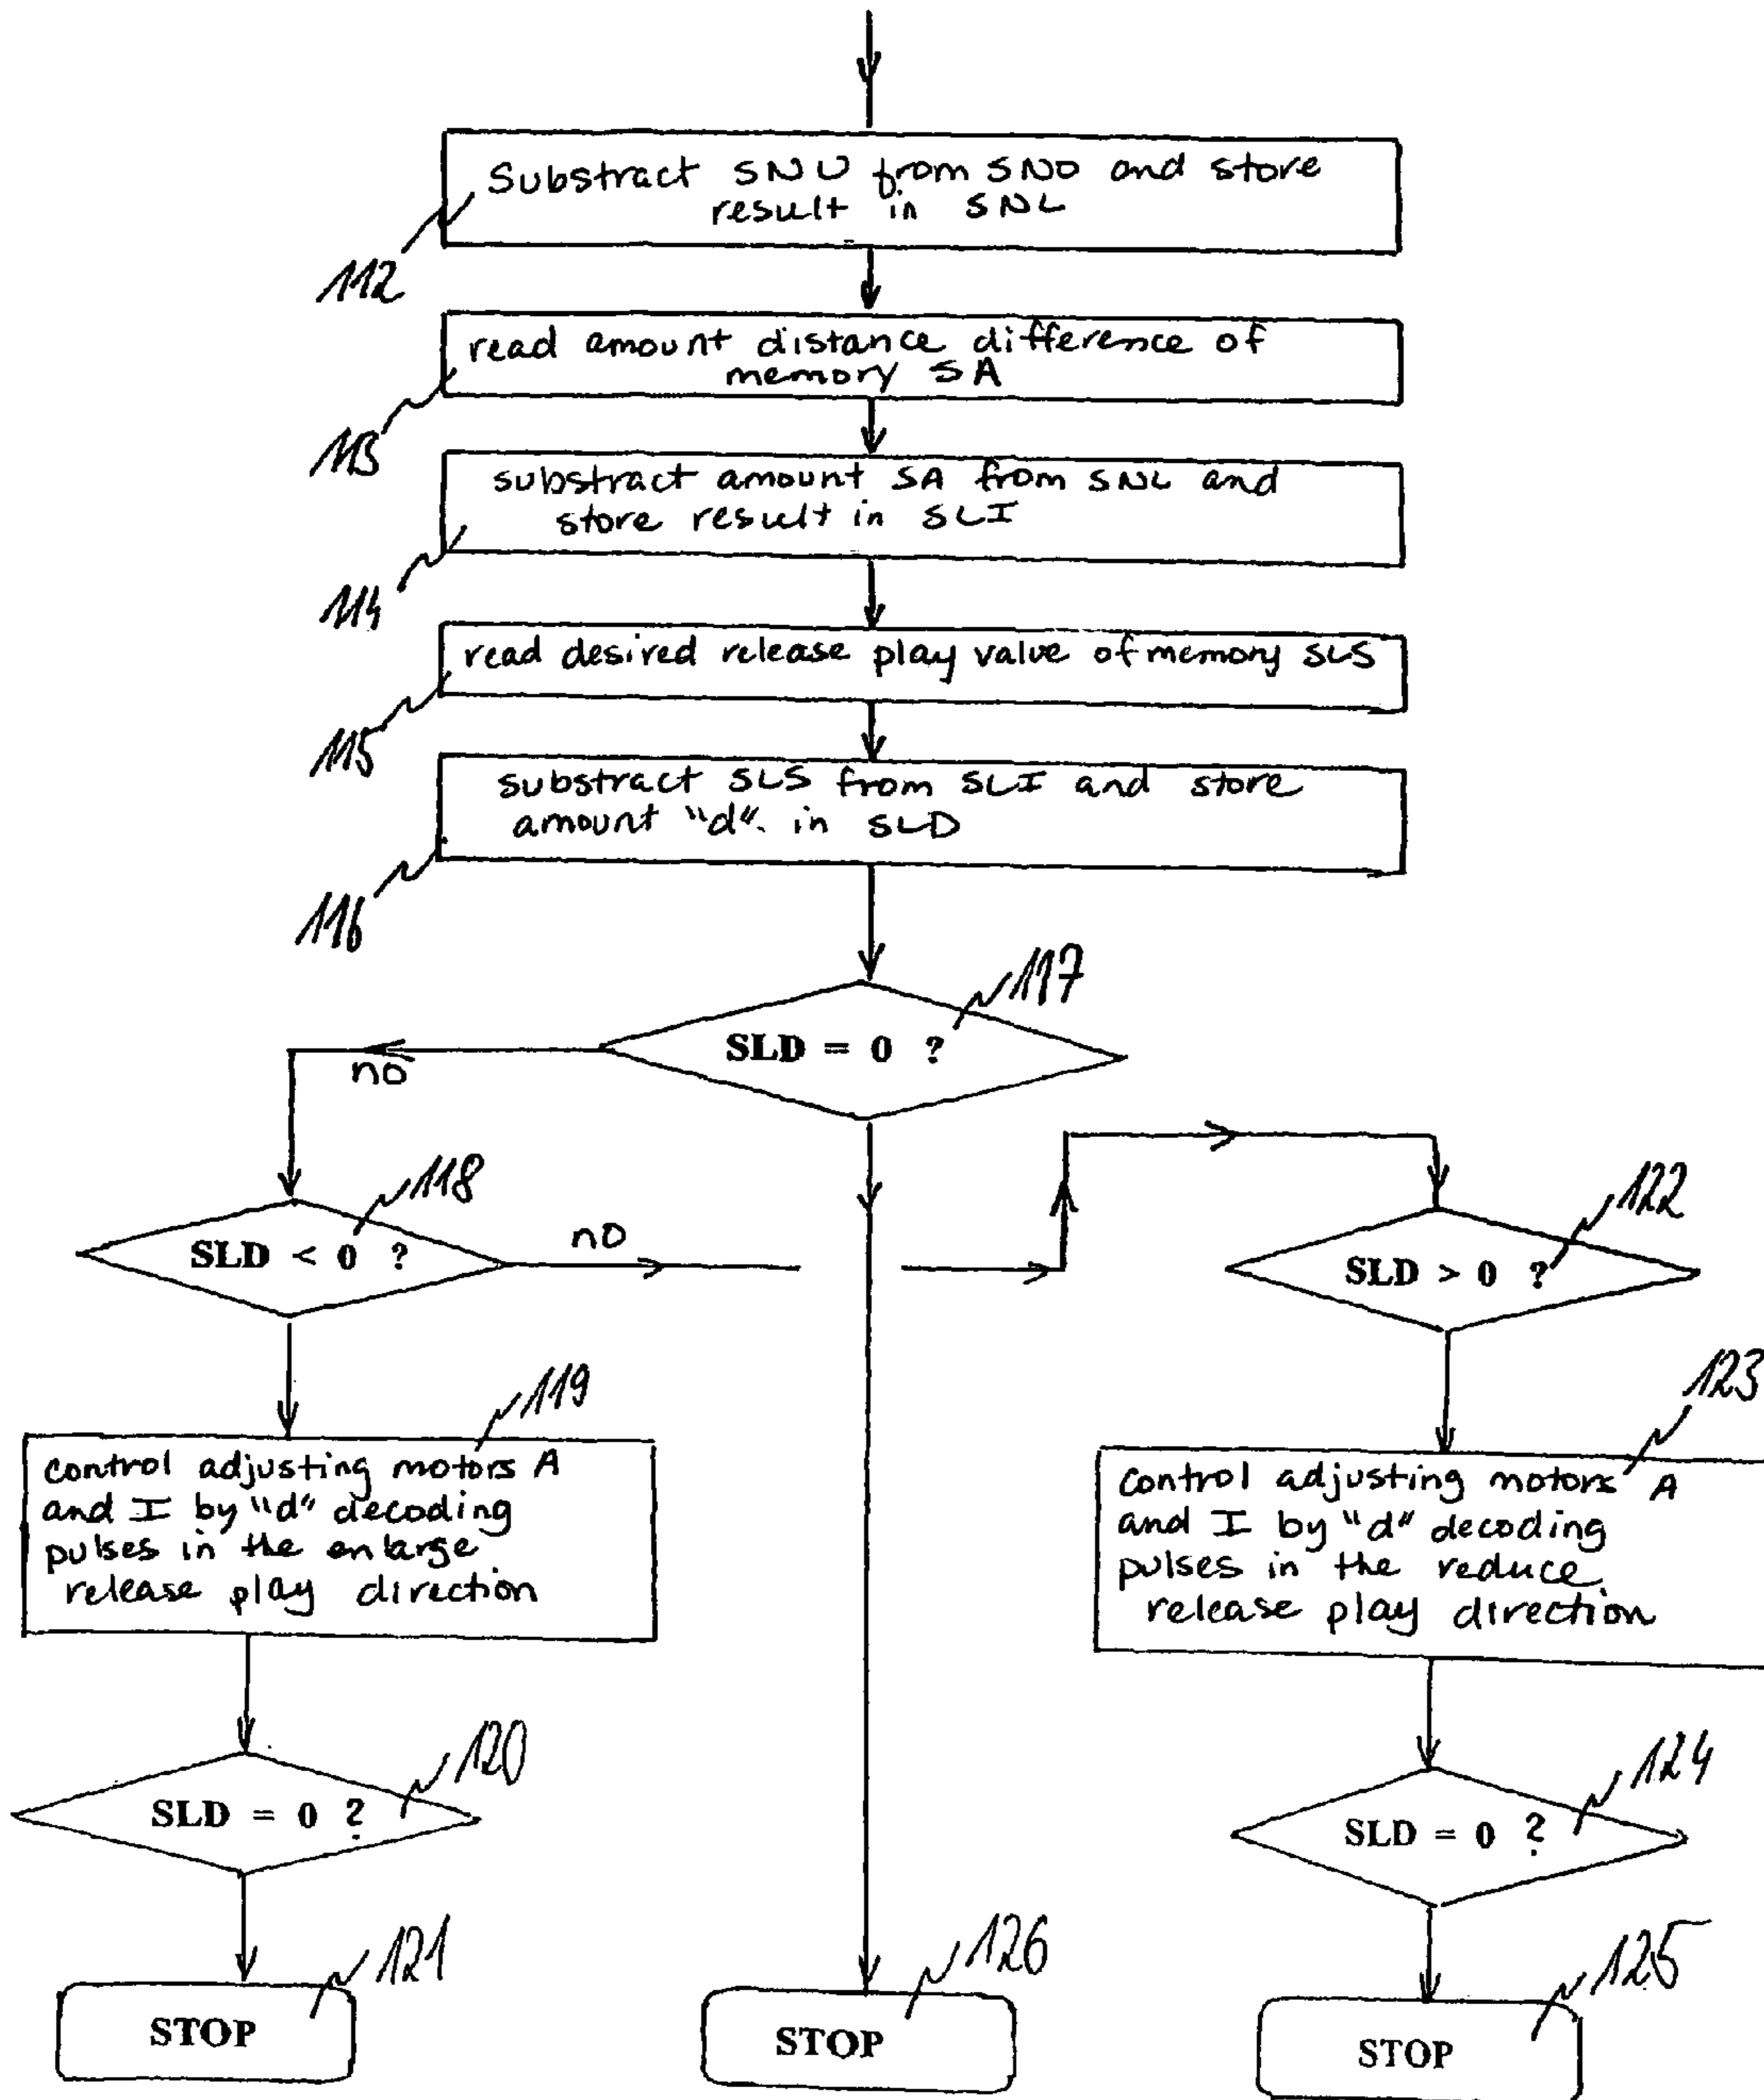 Substract SNU from SNO and store
result in SNL
112
read amount distance difference of
memory SA
113
substract amount SA from SNL and
store result in SLI
114
read desired release play value of memory SLS
115
substract SLS from SLI and store
amount "d" in SLD
116
117
SLD = 0 ?
no
118
SLD < 0 ?
no
122
SLD > 0 ?
119
control adjusting motors A
and I by "d" decoding
pulses in the enlarge
release play direction
123
control adjusting motors A
and I by "d" decoding
pulses in the reduce
release play direction
120
SLD = 0 ?
124
SLD = 0 ?
121
STOP
126
STOP
125
STOP